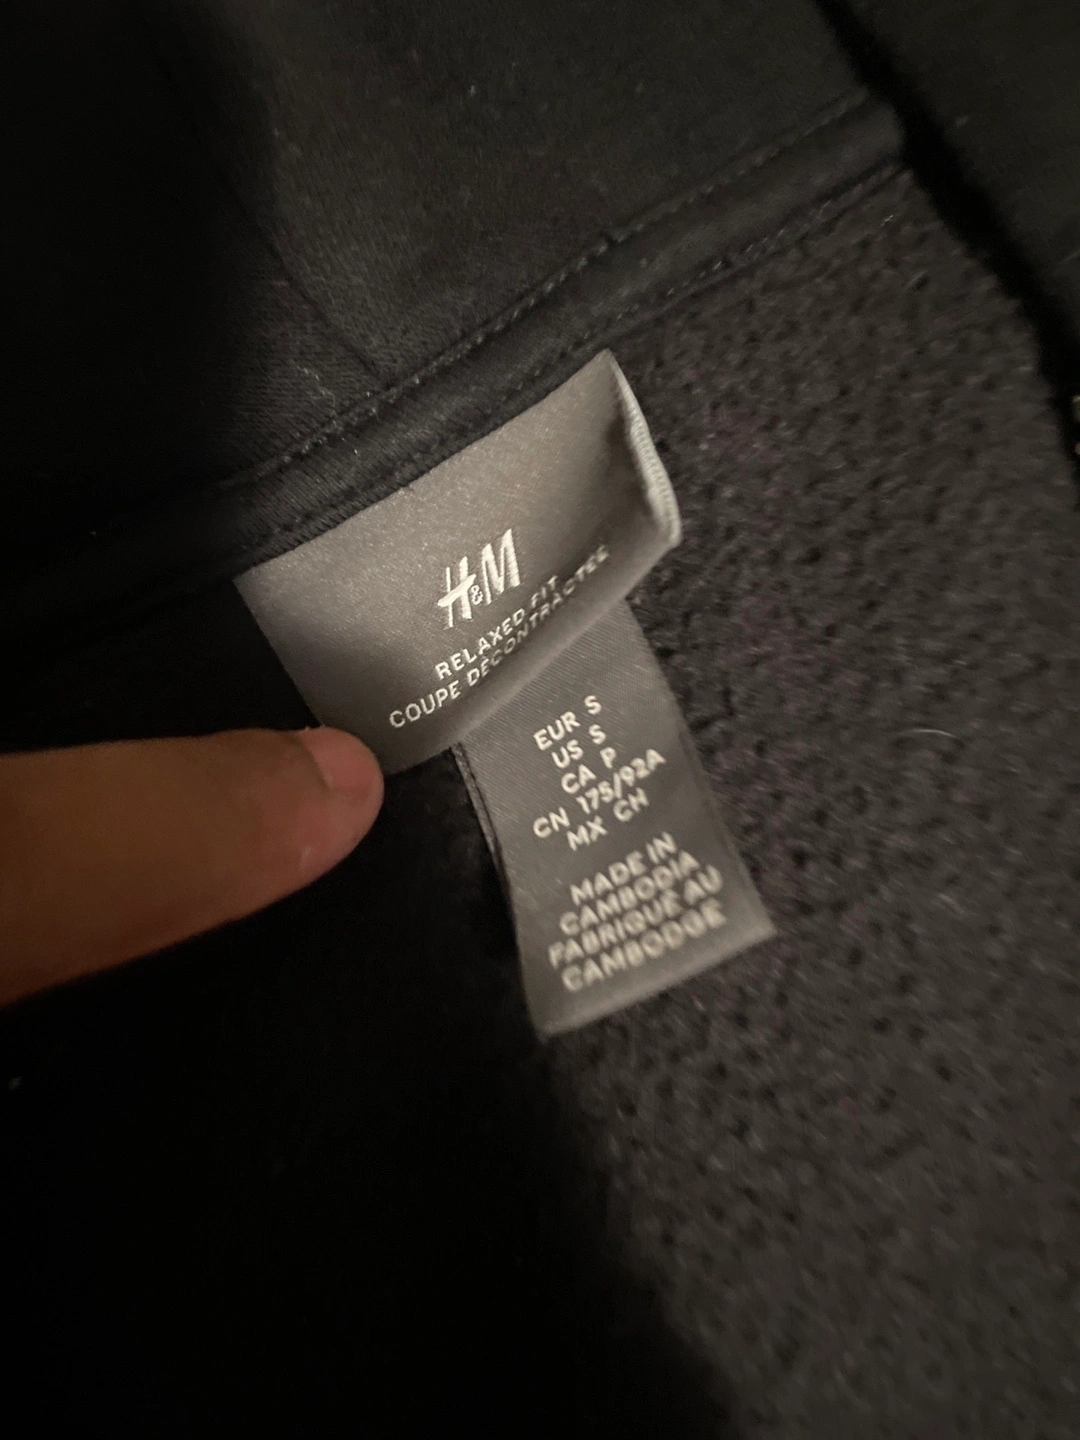 H&M
RELAXED FIT
COUPE DÉCONTRACTÉE
EUR S
US S
CA P
CN 175/92A
MX CH
MADE IN
CAMBODIA
FABRIQUÉ AU
CAMBODGE